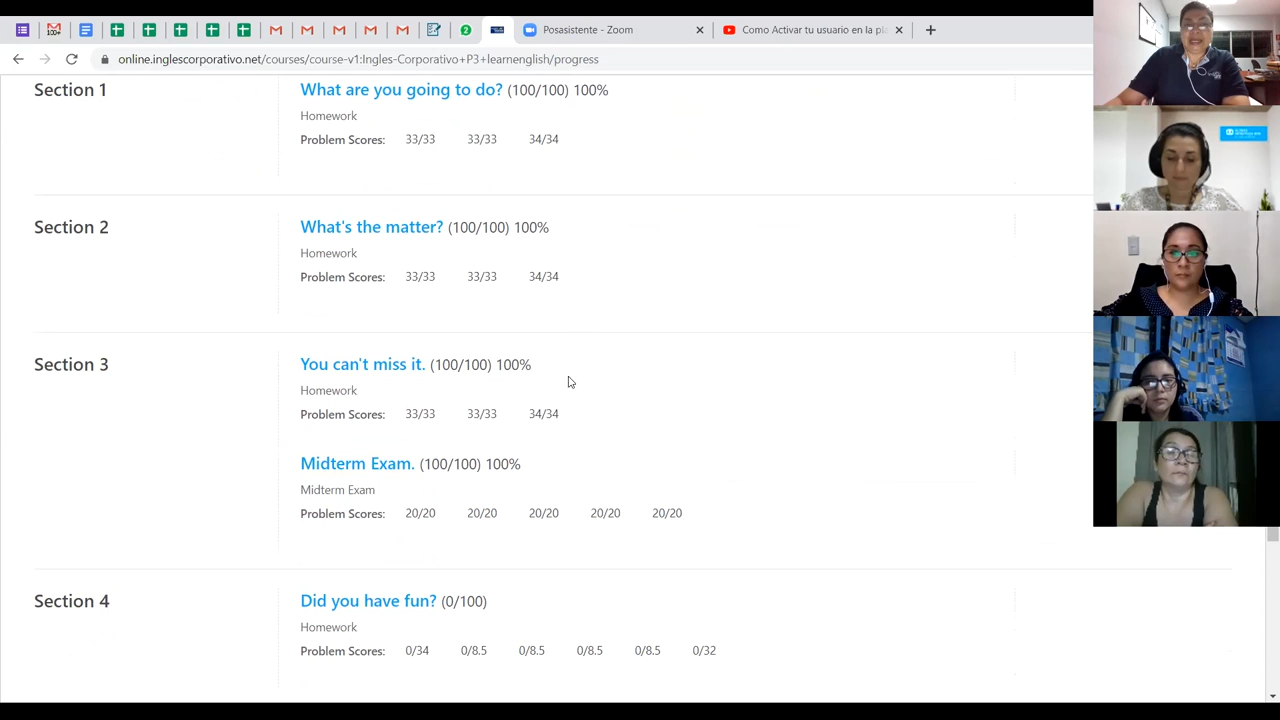 100+
2
Posasistente - Zoom
Como Activar tu usuario en la pla
online.inglescorporativo.net/courses/course-v1:Ingles-Corporativo+P3+learnenglish/progress
Section 1
What are you going to do? (100/100) 100%
Homework
Problem Scores: 33/33 33/33 34/34
Section 2
What's the matter? (100/100) 100%
Homework
Problem Scores: 33/33 33/33 34/34
Section 3
You can't miss it. (100/100) 100%
Homework
Problem Scores: 33/33 33/33 34/34
Midterm Exam. (100/100) 100%
Midterm Exam
Problem Scores: 20/20 20/20 20/20 20/20 20/20
Section 4
Did you have fun? (0/100)
Homework
Problem Scores: 0/34 0/8.5 0/8.5 0/8.5 0/8.5 0/32